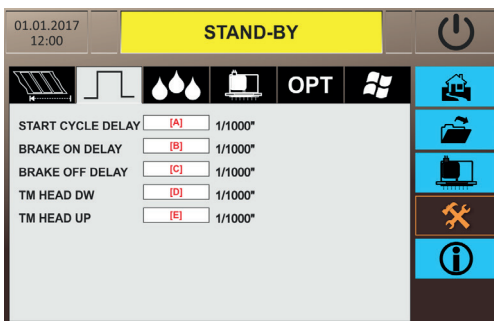 01.01.2017
12:00
STAND-BY
OPT
START CYCLE DELAY [A] 1/1000"
BRAKE ON DELAY [B] 1/1000"
BRAKE OFF DELAY [C] 1/1000"
TM HEAD DW [D] 1/1000"
TM HEAD UP [E] 1/1000"